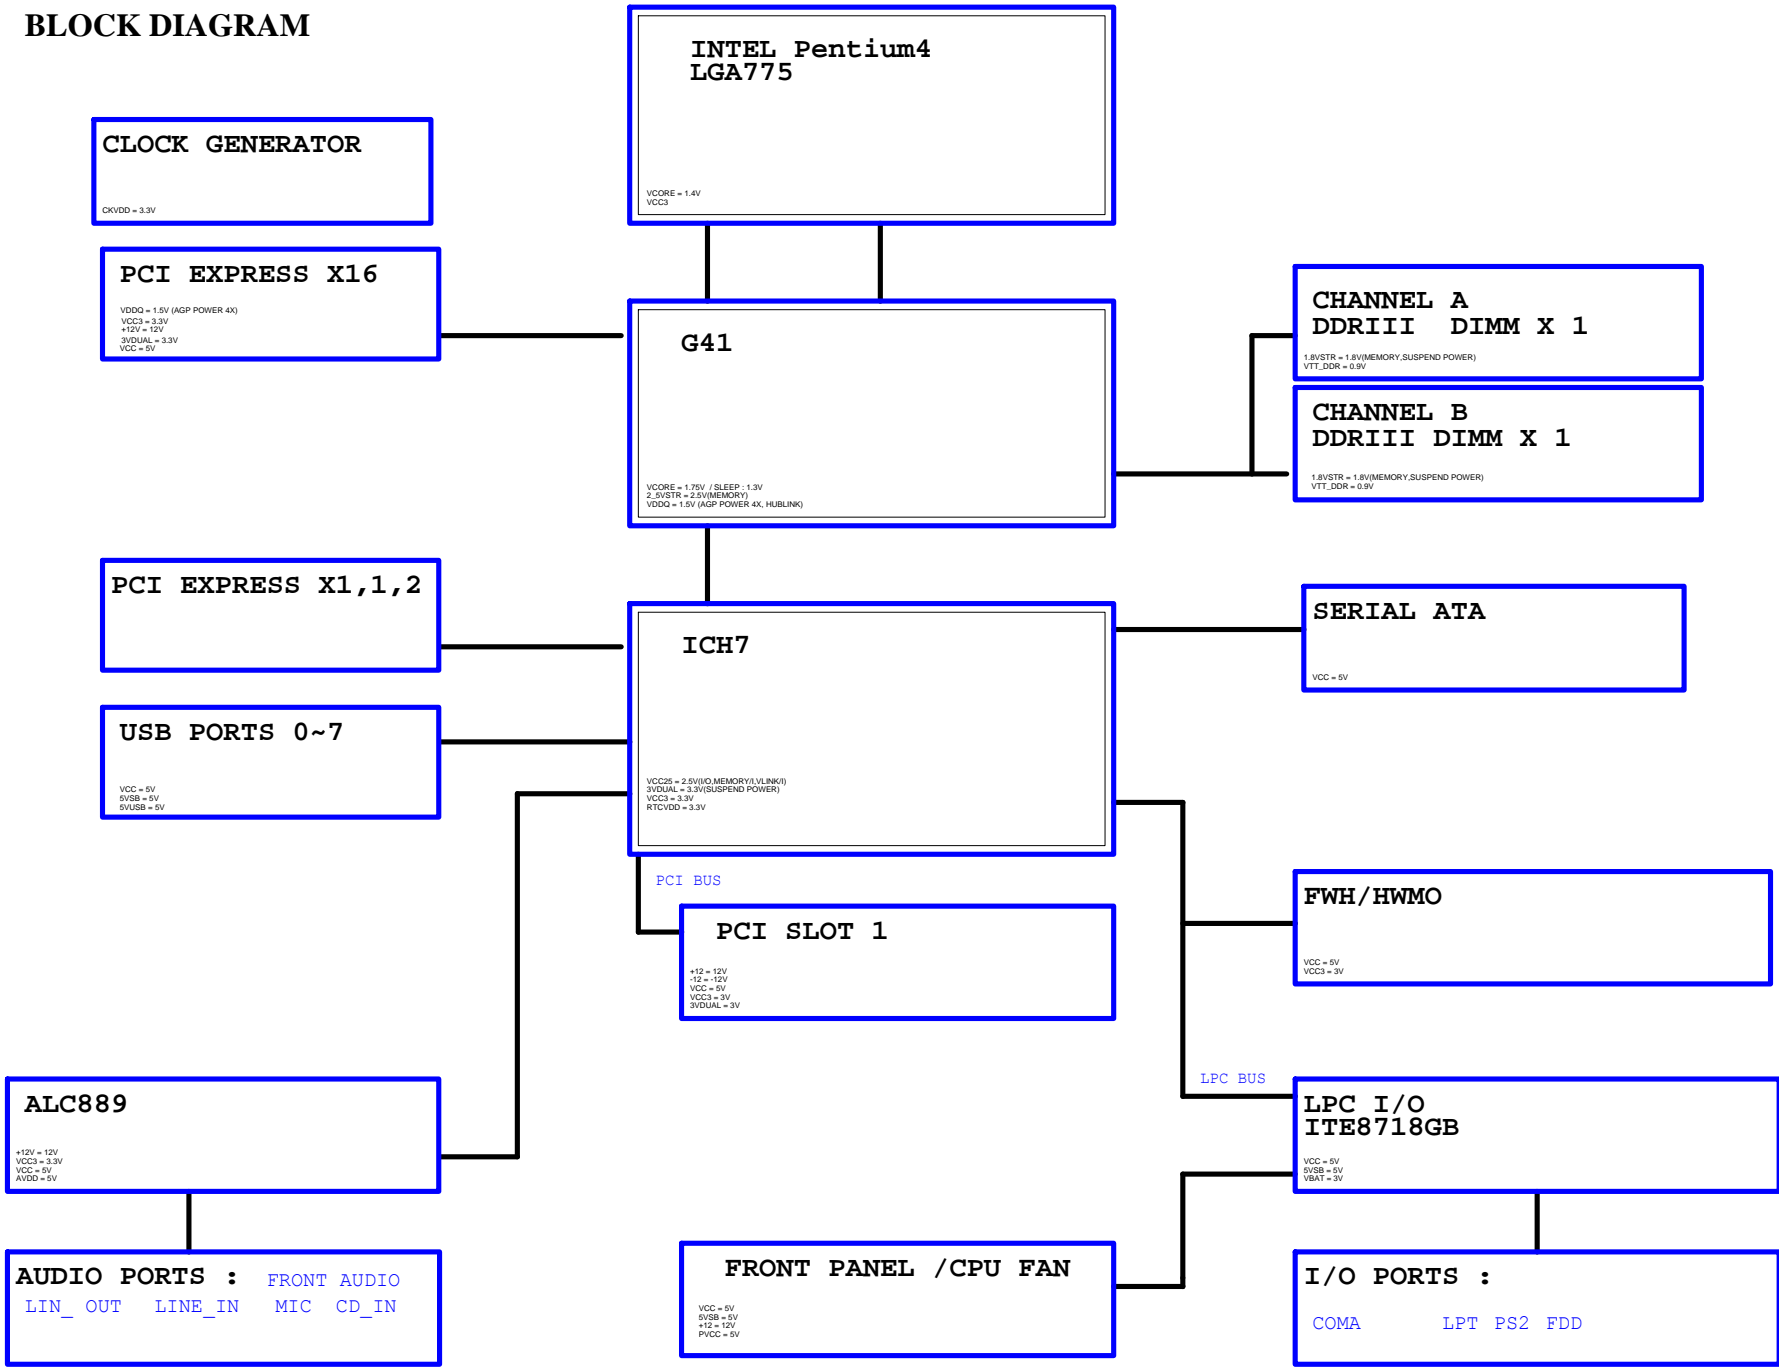 BLOCK DIAGRAM
INTEL Pentium4
LGA775
VCORE = 1.4V
VCC3
CLOCK GENERATOR
CKVDD = 3.3V
PCI EXPRESS X16
VDDQ = 1.5V (AGP POWER 4X)
VCC3 = 3.3V
+12V = 12V
3VDUAL = 3.3V
VCC = 5V
G41
VCORE = 1.75V / SLEEP : 1.3V
2_5VSTR = 2.5V(MEMORY)
VDDQ = 1.5V (AGP POWER 4X, HUBLINK)
CHANNEL A
DDRIII DIMM X 1
1.8VSTR = 1.8V(MEMORY,SUSPEND POWER)
VTT_DDR = 0.9V
CHANNEL B
DDRIII DIMM X 1
1.8VSTR = 1.8V(MEMORY,SUSPEND POWER)
VTT_DDR = 0.9V
PCI EXPRESS X1,1,2
ICH7
VCC25 = 2.5V(I/O,MEMORY/I,VLINK/I)
3VDUAL = 3.3V(SUSPEND POWER)
VCC3 = 3.3V
RTCVDD = 3.3V
SERIAL ATA
VCC = 5V
USB PORTS 0~7
VCC = 5V
5VSB = 5V
5VUSB = 5V
PCI BUS
PCI SLOT 1
+12 = 12V
-12 = -12V
VCC = 5V
VCC3 = 3V
3VDUAL = 3V
FWH/HWMO
VCC = 5V
VCC3 = 3V
ALC889
+12V = 12V
VCC3 = 3.3V
VCC = 5V
AVDD = 5V
LPC BUS
LPC I/O
ITE8718GB
VCC = 5V
5VSB = 5V
VBAT = 3V
AUDIO PORTS : FRONT AUDIO
LIN_ OUT LINE_IN MIC CD_IN
FRONT PANEL /CPU FAN
VCC = 5V
5VSB = 5V
+12 = 12V
PVCC = 5V
I/O PORTS :
COMA LPT PS2 FDD